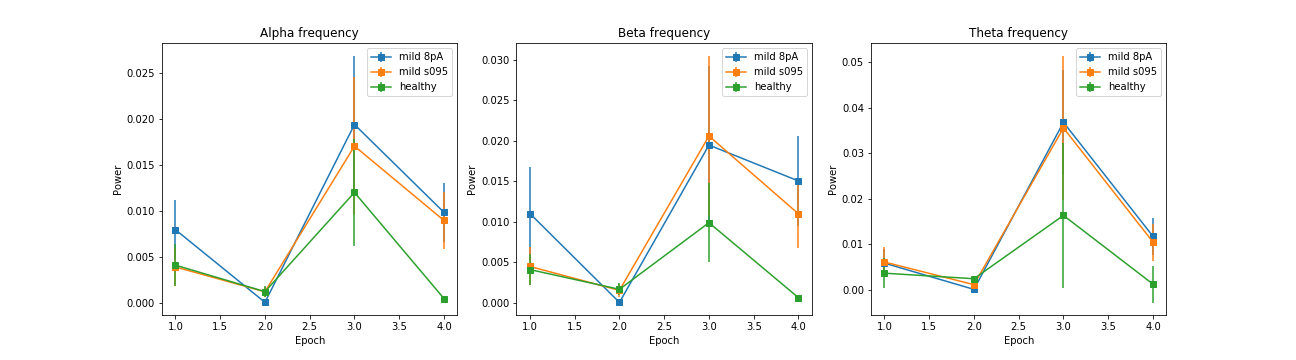 Alpha frequency
Power
0.025
0.020
0.015
0.010
0.005
0.000
mild 8pA
mild s095
healthy
1.0 1.5 2.0 2.5 3.0 3.5 4.0
Epoch
Beta frequency
Power
0.030
0.025
0.020
0.015
0.010
0.005
0.000
mild 8pA
mild s095
healthy
1.0 1.5 2.0 2.5 3.0 3.5 4.0
Epoch
Theta frequency
Power
0.05
0.04
0.03
0.02
0.01
0.00
mild 8pA
mild s095
healthy
1.0 1.5 2.0 2.5 3.0 3.5 4.0
Epoch